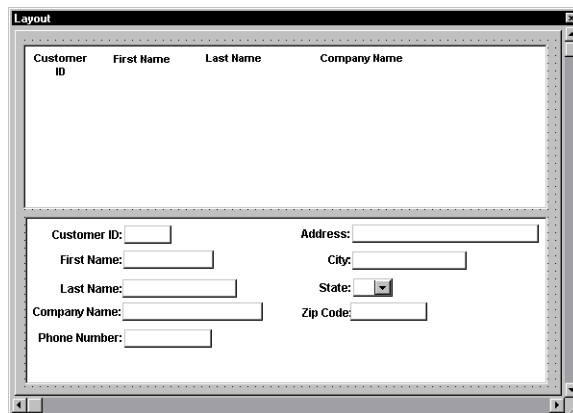 Layout
Customer ID First Name Last Name Company Name
Customer ID: Address:
First Name: City:
Last Name: State:
Company Name: Zip Code:
Phone Number: